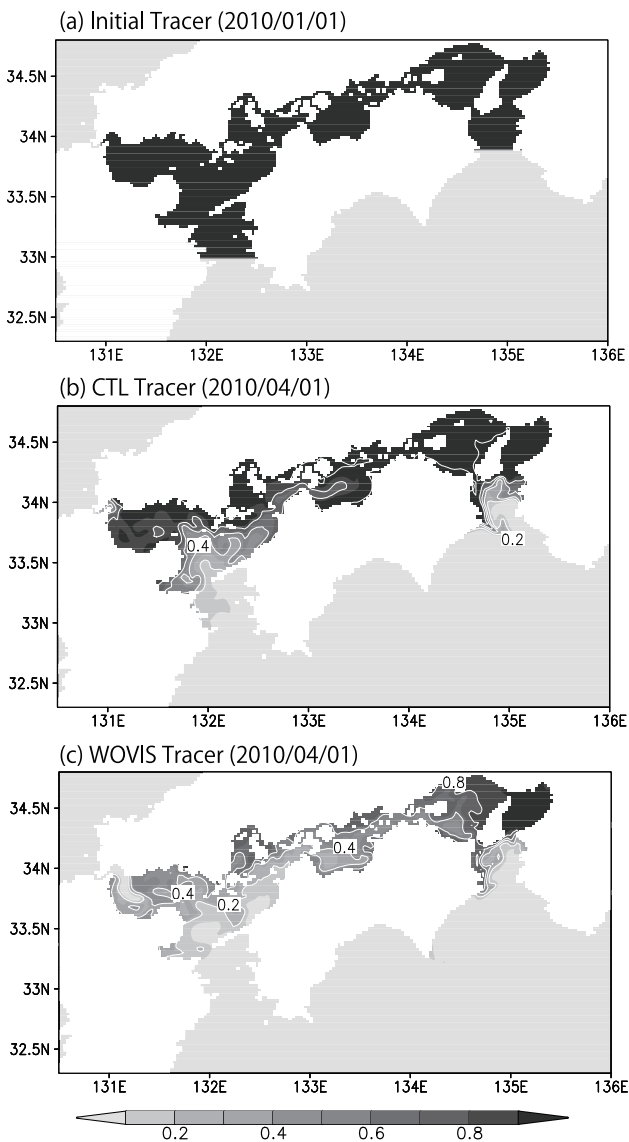 (a) Initial Tracer (2010/01/01)
34.5N
34N
33.5N
33N
32.5N
131E 132E 133E 134E 135E 136E
(b) CTL Tracer (2010/04/01)
34.5N
34N
0.4
0.2
33.5N
33N
32.5N
131E 132E 133E 134E 135E 136E
(c) WOVIS Tracer (2010/04/01)
0.8
34.5N
0.4
34N
0.4
0.2
33.5N
33N
32.5N
131E 132E 133E 134E 135E 136E
0.2 0.4 0.6 0.8